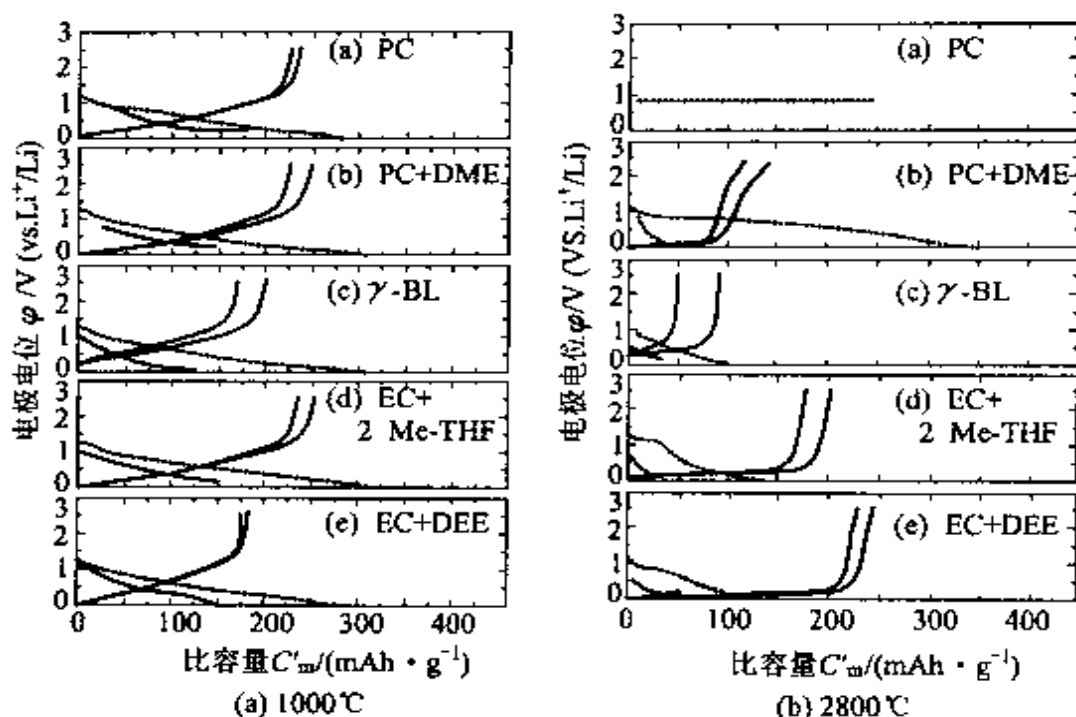 3
2
1
0
(a) PC
3
2
1
0
(b) PC+DME
3
2
1
0
(c) γ-BL
3
2
1
0
(d) EC+
2 Me-THF
3
2
1
0
(e) EC+DEE
100 200 300 400
电极电位 φ/V (vs.Li⁺/Li)
比容量C′ₘ/(mAh·g⁻¹)
(a) 1000℃
3
2
1
0
(a) PC
3
2
1
0
(b) PC+DME
3
2
1
0
(c) γ-BL
3
2
1
0
(d) EC+
2 Me-THF
3
2
1
0
(e) EC+DEE
0 100 200 300 400
电极电位φ/V (VS.Li⁺/Li)
比容量C′ₘ/(mAh·g⁻¹)
(b) 2800℃